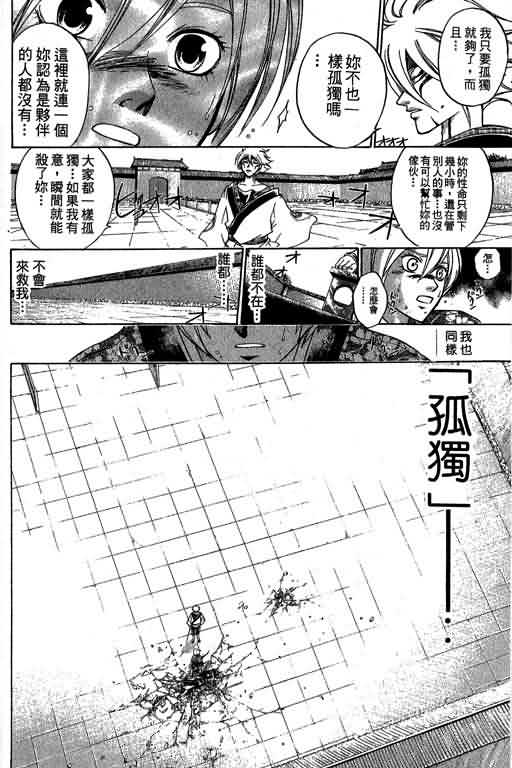 我只要孤獨
就夠了，而
且…
妳不也一
樣孤獨嗎
…
這裡就連一個
妳認為是夥伴
的人都沒有…
妳的性命只剩下
幾小時，還在管
別人的事…也沒
有可以幫忙妳的
傢伙…
大家都一樣孤
獨…如果我有
意，瞬間就能
殺了妳…
怎…
怎麼會
……
誰都不在…
誰都…
不會
來救我…
我也
同樣
「孤獨」——…